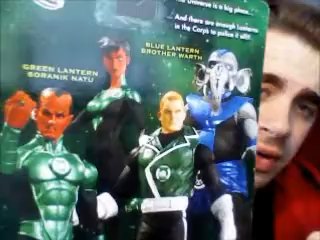 Universe is a big place...
And there are enough Lanterns
in the Corps to police it all!
BLUE LANTERN
BROTHER WARTH
GREEN LANTERN
SORANIK NATU